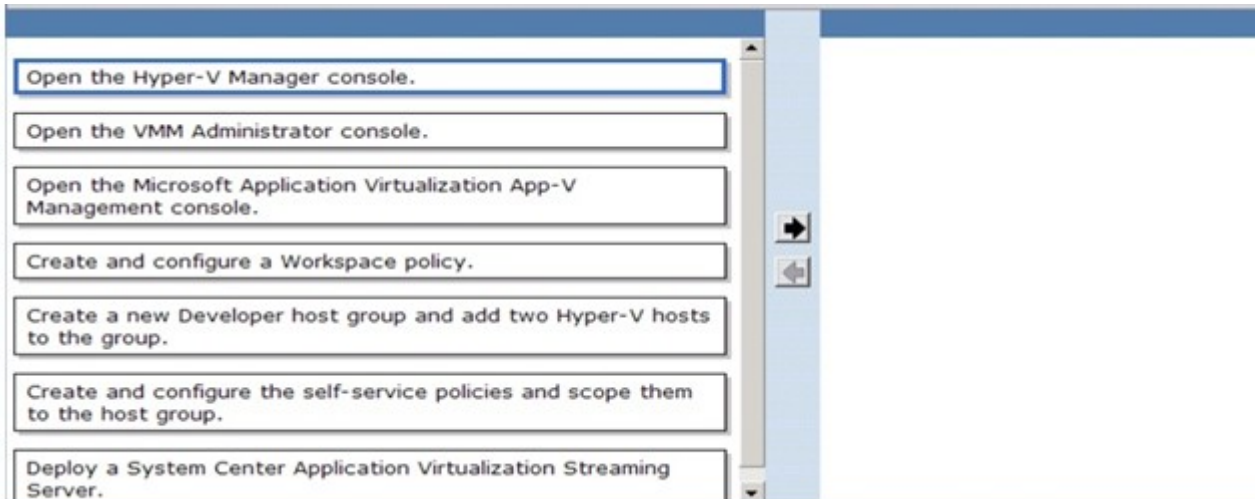 Open the Hyper-V Manager console.
Open the VMM Administrator console.
Open the Microsoft Application Virtualization App-V
Management console.
Create and configure a Workspace policy.
Create a new Developer host group and add two Hyper-V hosts
to the group.
Create and configure the self-service policies and scope them
to the host group.
Deploy a System Center Application Virtualization Streaming
Server.